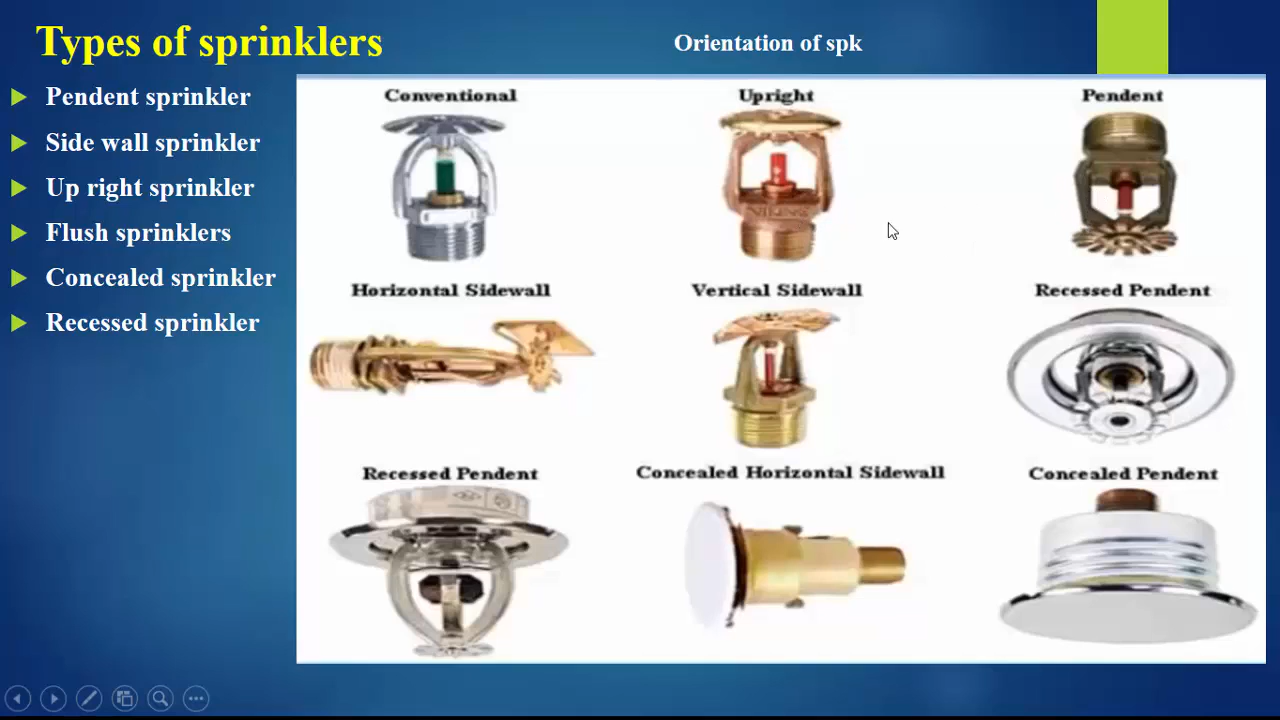 Types of sprinklers
Orientation of spk
Pendent sprinkler
Side wall sprinkler
Up right sprinkler
Flush sprinklers
Concealed sprinkler
Recessed sprinkler
Conventional
Upright
Pendent
VIKING
Horizontal Sidewall
Vertical Sidewall
Recessed Pendent
Recessed Pendent
Concealed Horizontal Sidewall
Concealed Pendent